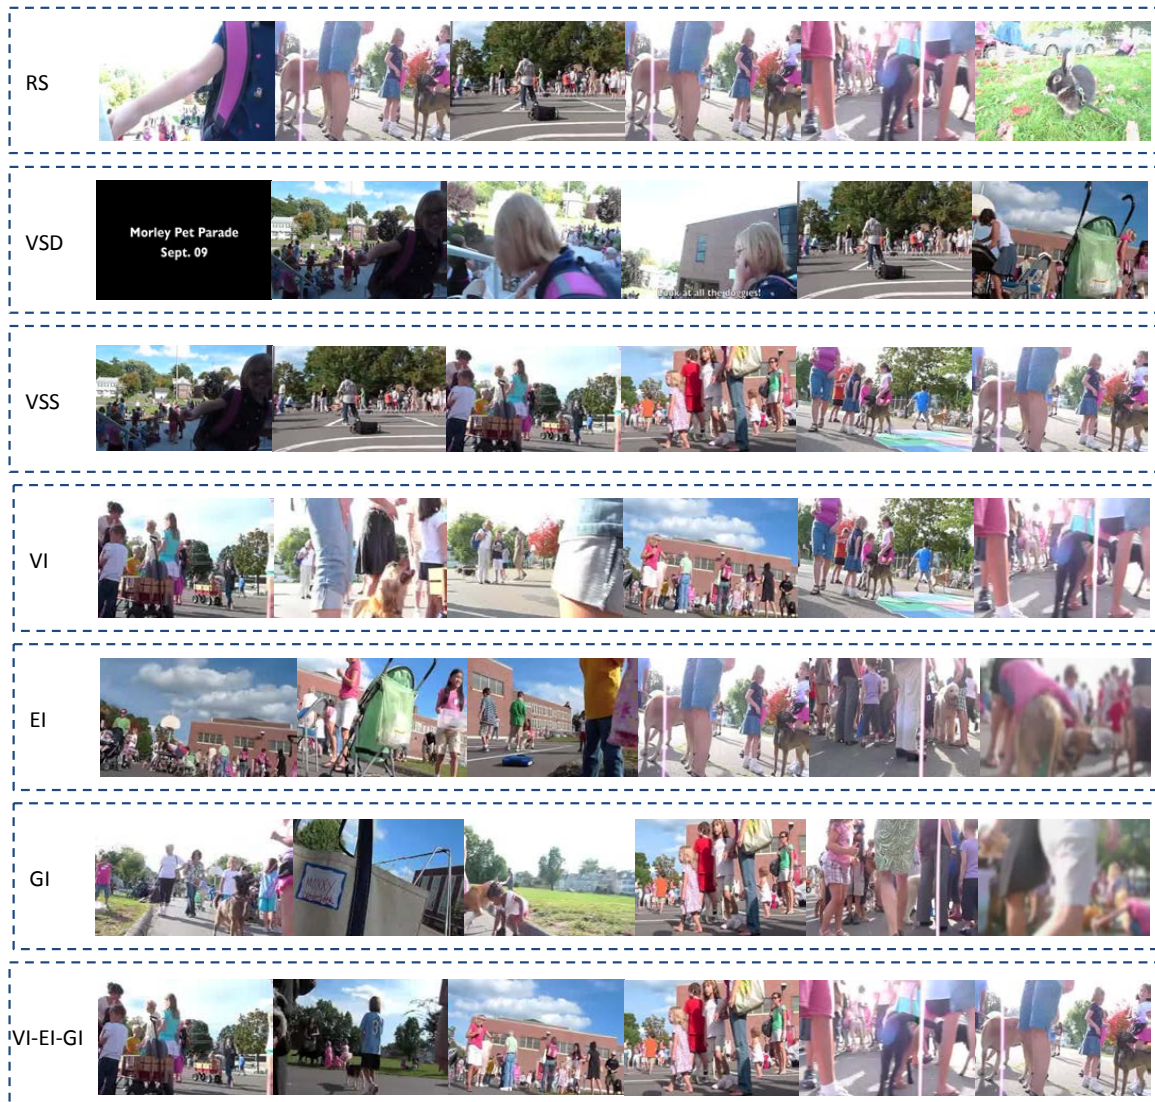 RS
VSD
Morley Pet Parade
Sept. 09
Look at all the doggies!
VSS
VI
EI
GI
VI-EI-GI